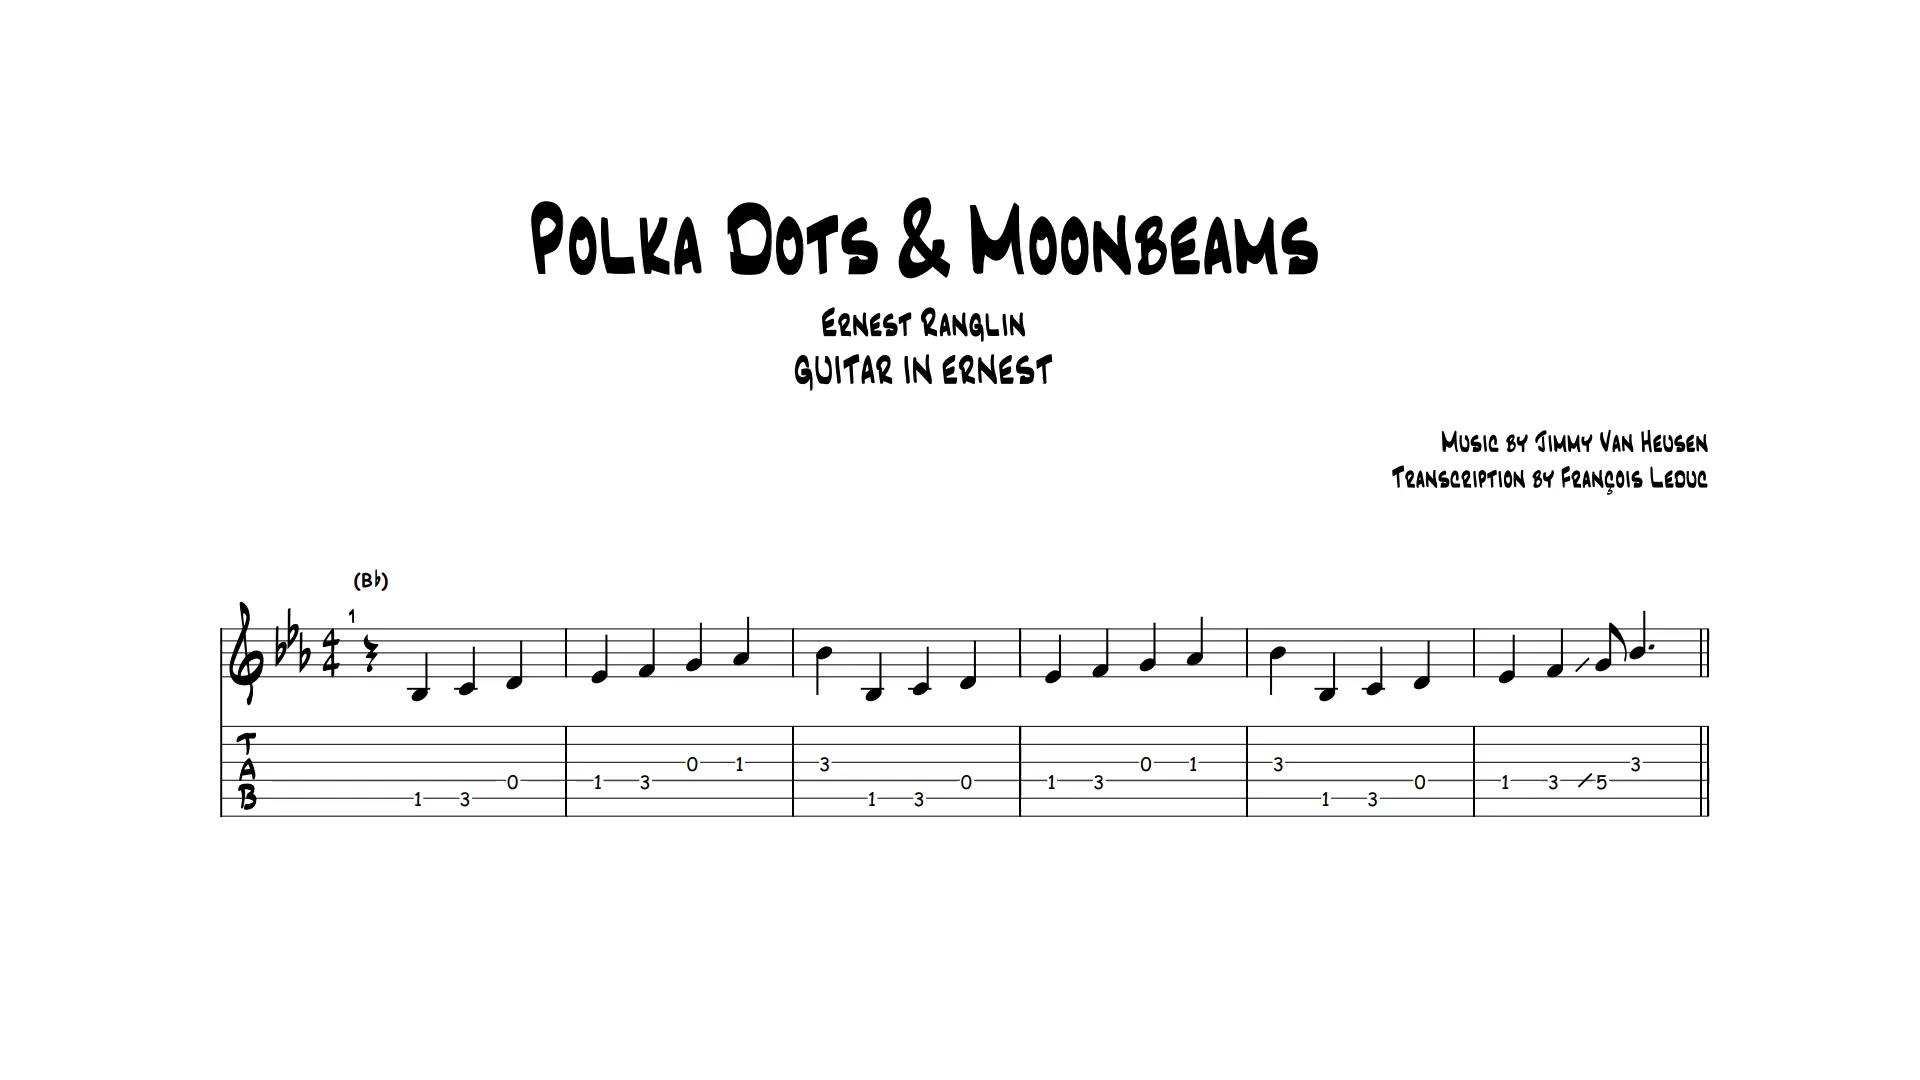 Polka Dots & Moonbeams
Ernest Ranglin
GUITAR IN ERNEST
Music by Jimmy Van Heusen
Transcription by François Leduc
(B♭)
1
4
4
T
A
B
0 1 3 0 1 3 3
0 1 3 0 1 3 0 1 3 5
1 3 1 3 1 3